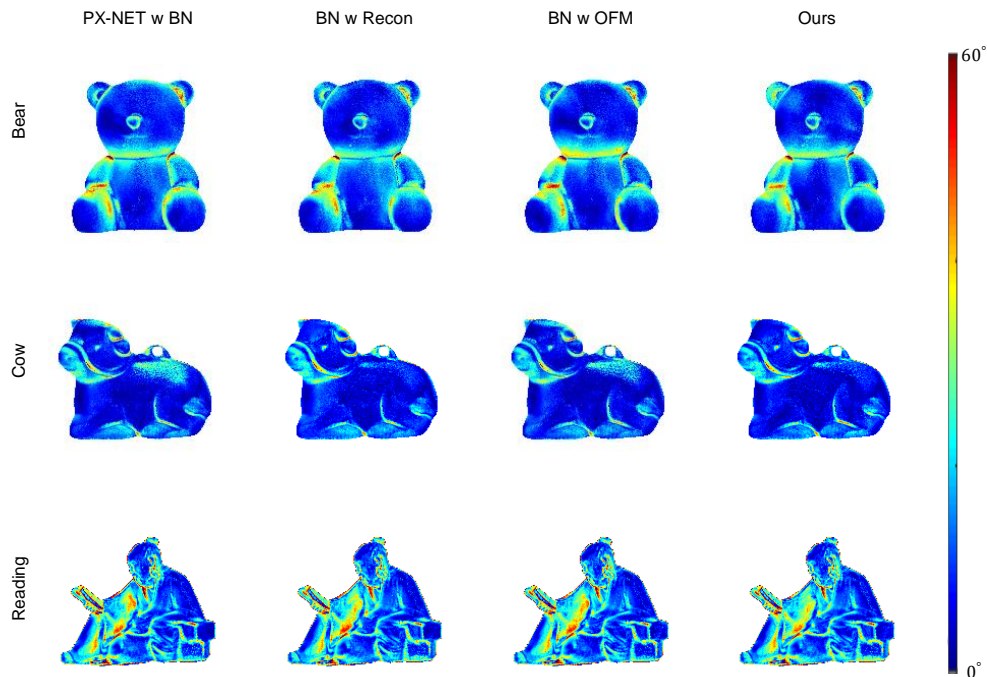 PX-NET w BN
BN w Recon
BN w OFM
Ours
60°
Bear
Cow
Reading
0°